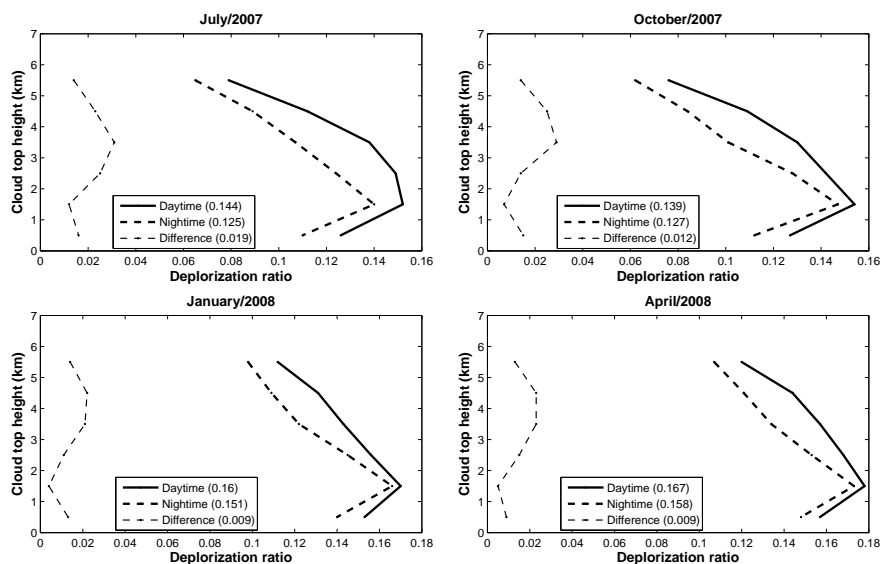 July/2007
7
6
5
4
3
2
1
0
Cloud top height (km)
Daytime (0.144)
Nightime (0.125)
Difference (0.019)
0 0.02 0.04 0.06 0.08 0.1 0.12 0.14 0.16
Deplorization ratio
October/2007
7
6
5
4
3
2
1
0
Cloud top height (km)
Daytime (0.139)
Nightime (0.127)
Difference (0.012)
0 0.02 0.04 0.06 0.08 0.1 0.12 0.14 0.16
Deplorization ratio
January/2008
7
6
5
4
3
2
1
0
Cloud top height (km)
Daytime (0.16)
Nightime (0.151)
Difference (0.009)
0 0.02 0.04 0.06 0.08 0.1 0.12 0.14 0.16 0.18
Deplorization ratio
April/2008
7
6
5
4
3
2
1
0
Cloud top height (km)
Daytime (0.167)
Nightime (0.158)
Difference (0.009)
0 0.02 0.04 0.06 0.08 0.1 0.12 0.14 0.16 0.18
Deplorization ratio